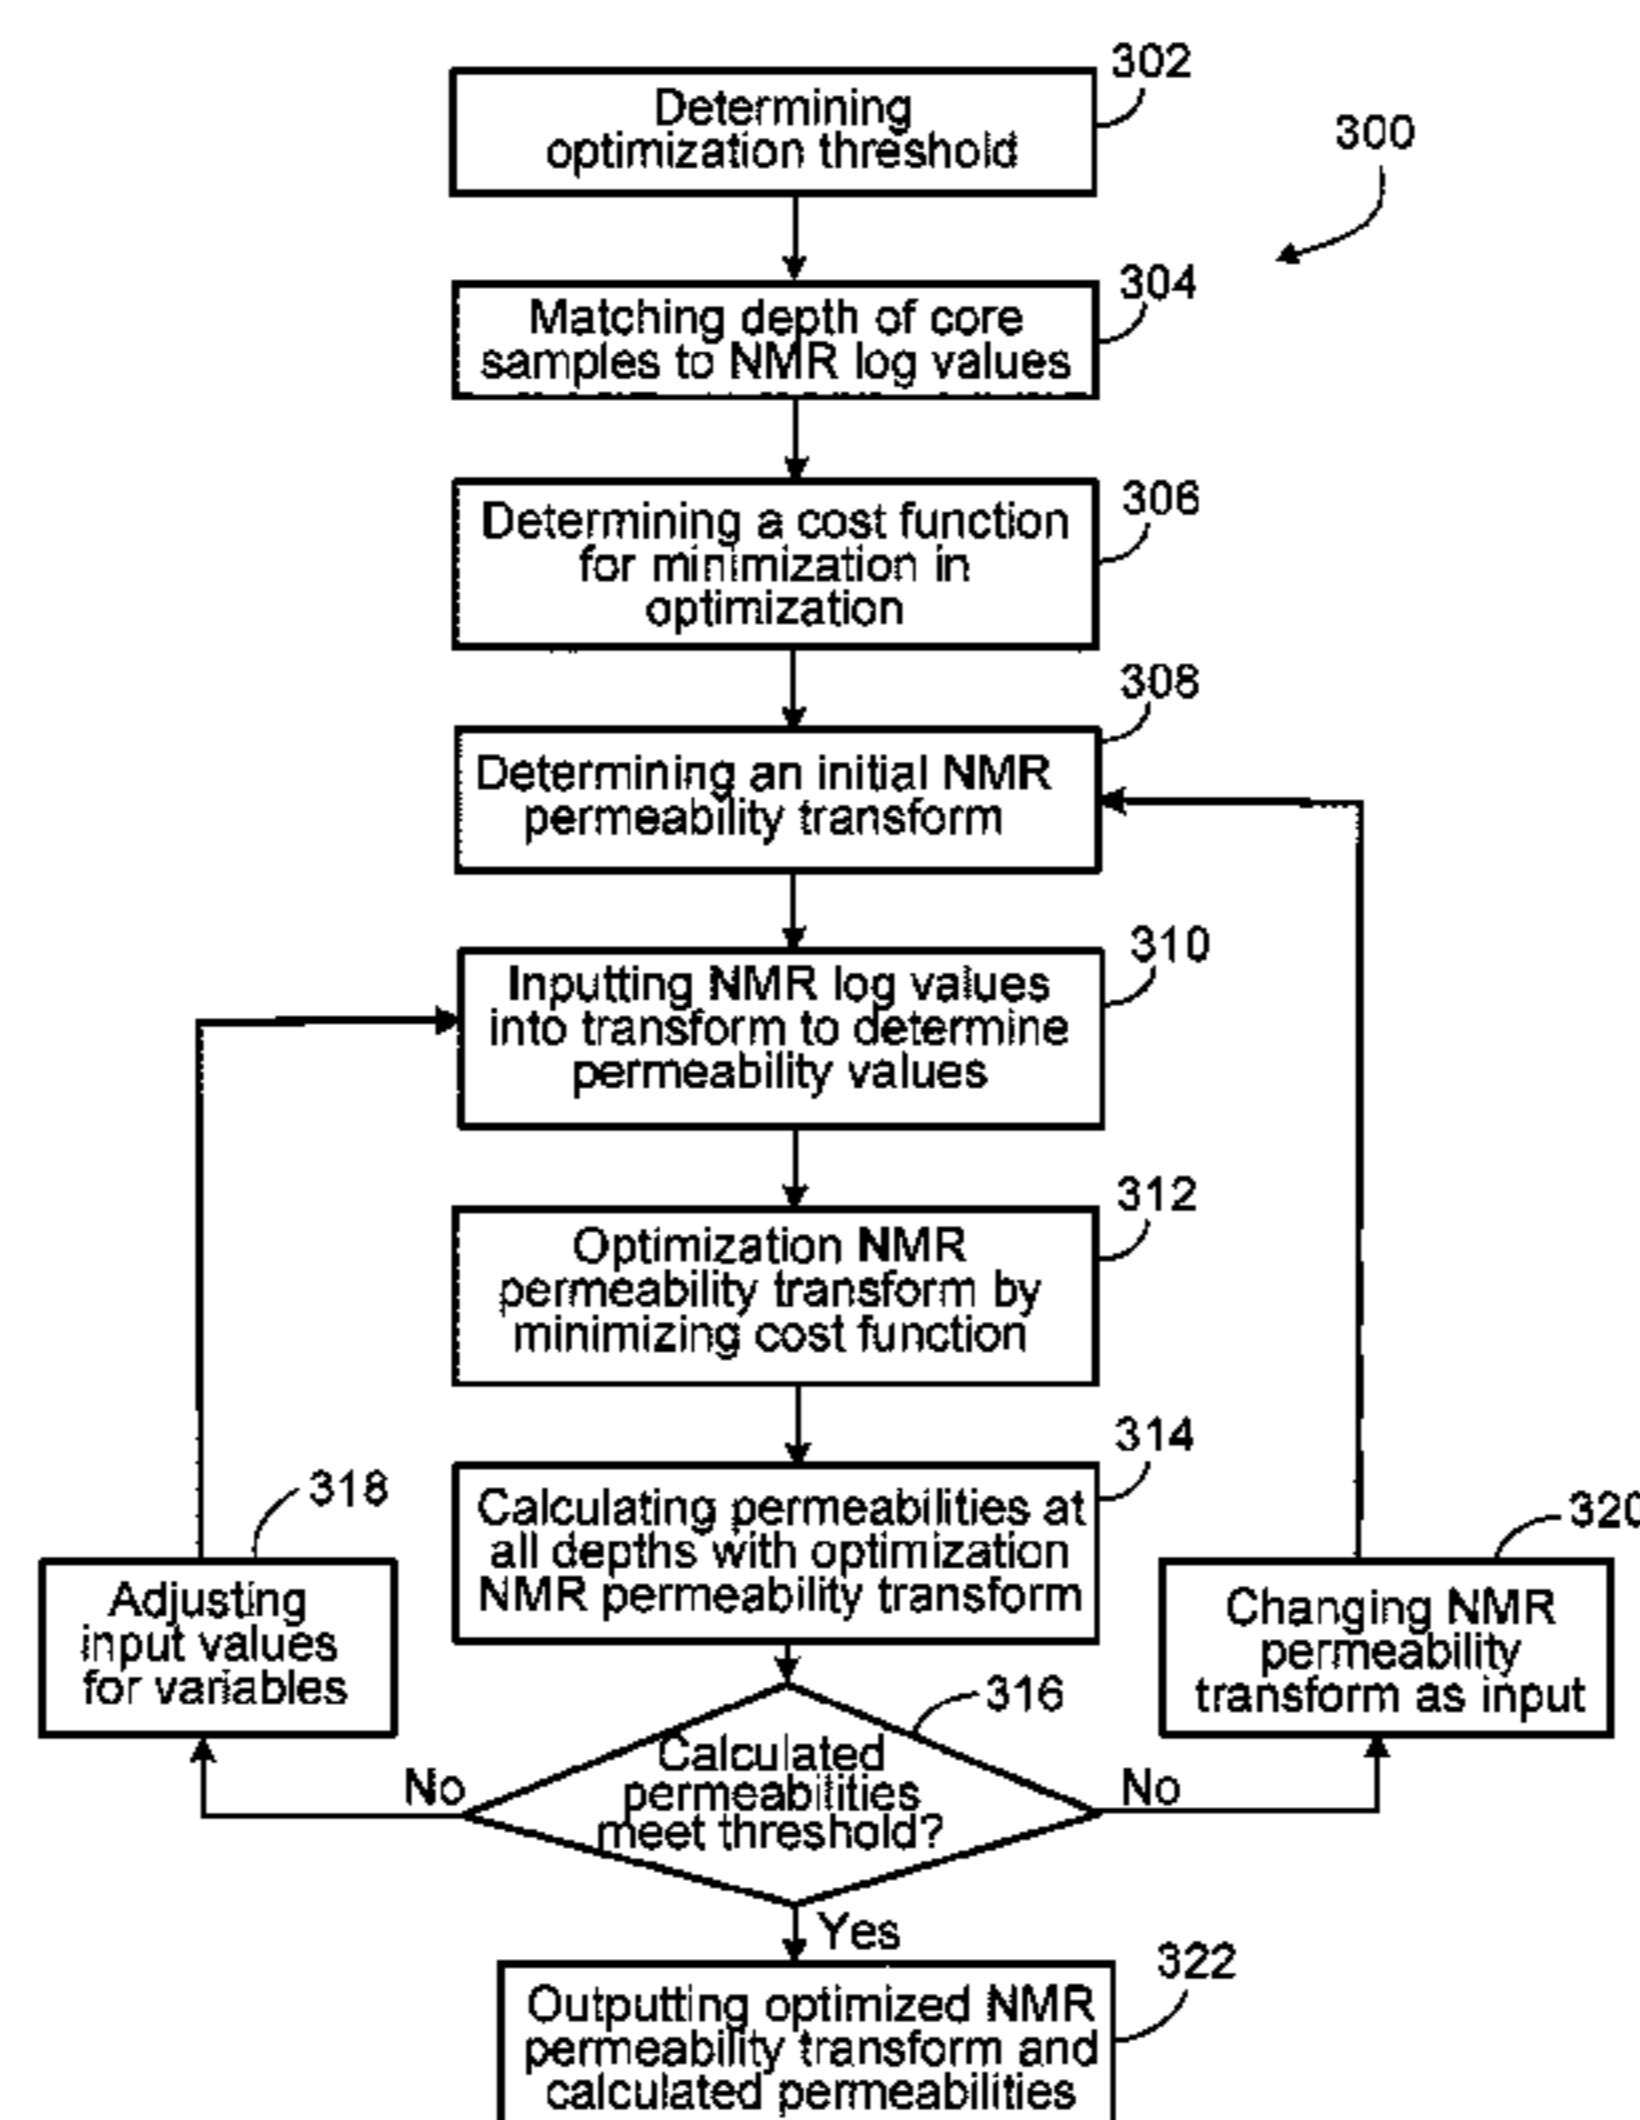 302
Determining
optimization threshold
300
304
Matching depth of core
samples to NMR log values
306
Determining a cost function
for minimization in
optimization
308
Determining an initial NMR
permeability transform
310
Inputting NMR log values
into transform to determine
permeability values
312
Optimization NMR
permeability transform by
minimizing cost function
314
Calculating permeabilities at
all depths with optimization
NMR permeability transform
318
Adjusting
input values
for variables
320
Changing NMR
permeability
transform as input
316
Calculated
permeabilities
meet threshold?
No
No
Yes
322
Outputting optimized NMR
permeability transform and
calculated permeabilities